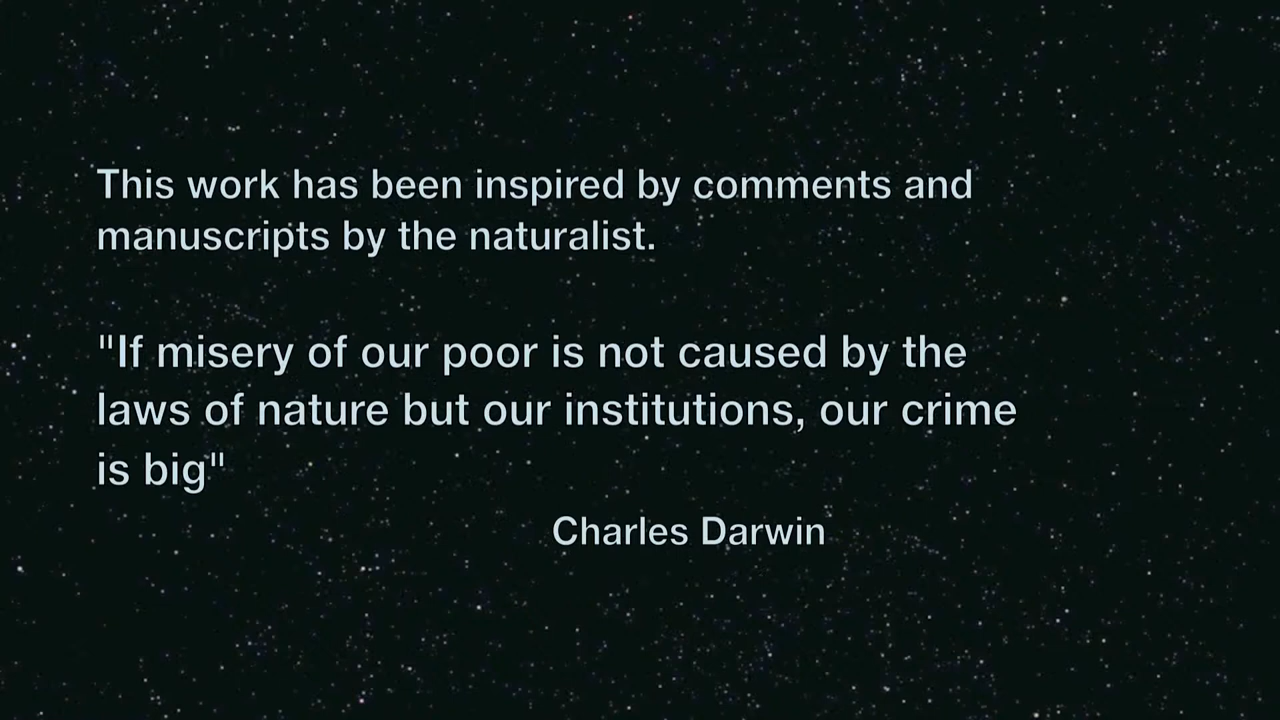 This work has been inspired by comments and
manuscripts by the naturalist.
"If misery of our poor is not caused by the
laws of nature but our institutions, our crime
is big"
Charles Darwin